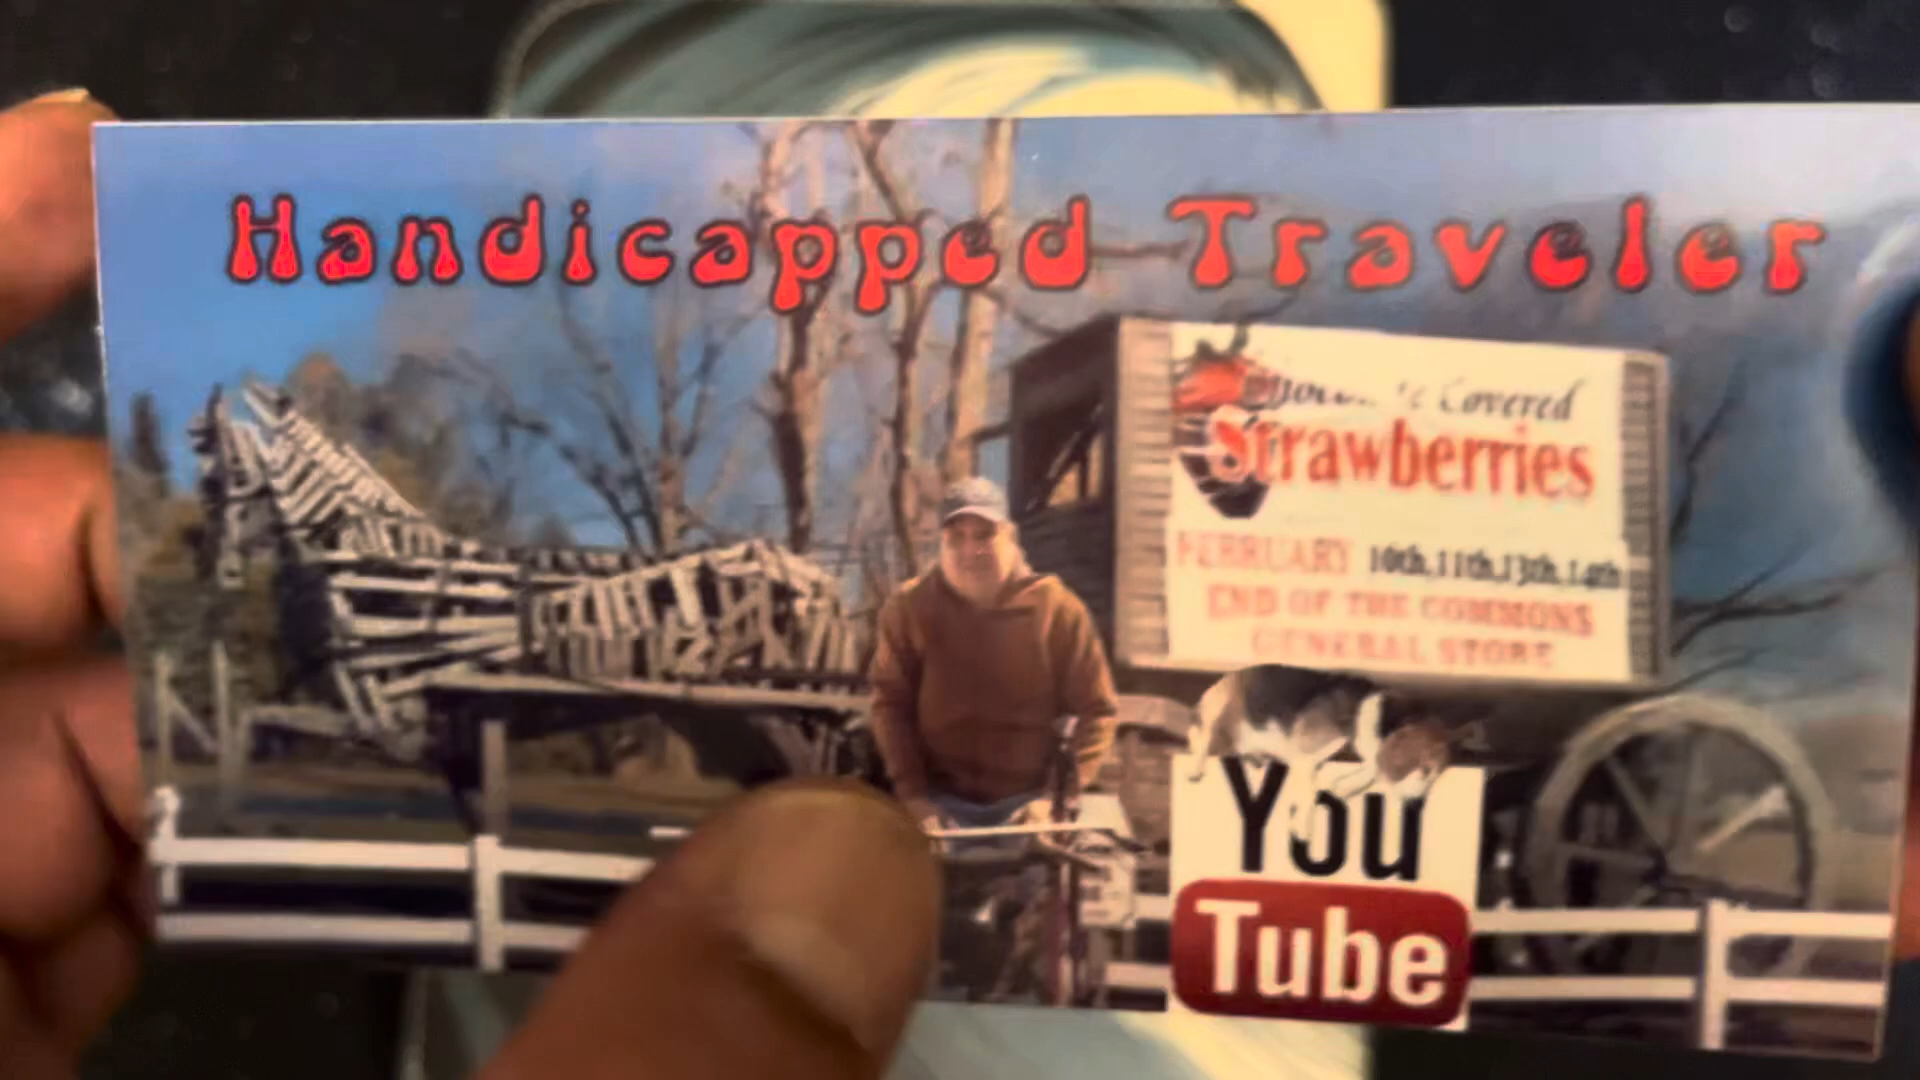 Handicapped Traveler
Covered
Strawberries
FEBRUARY 10th,11th,13th,14th
END OF THE COMMONS
GENERAL STORE
You
Tube